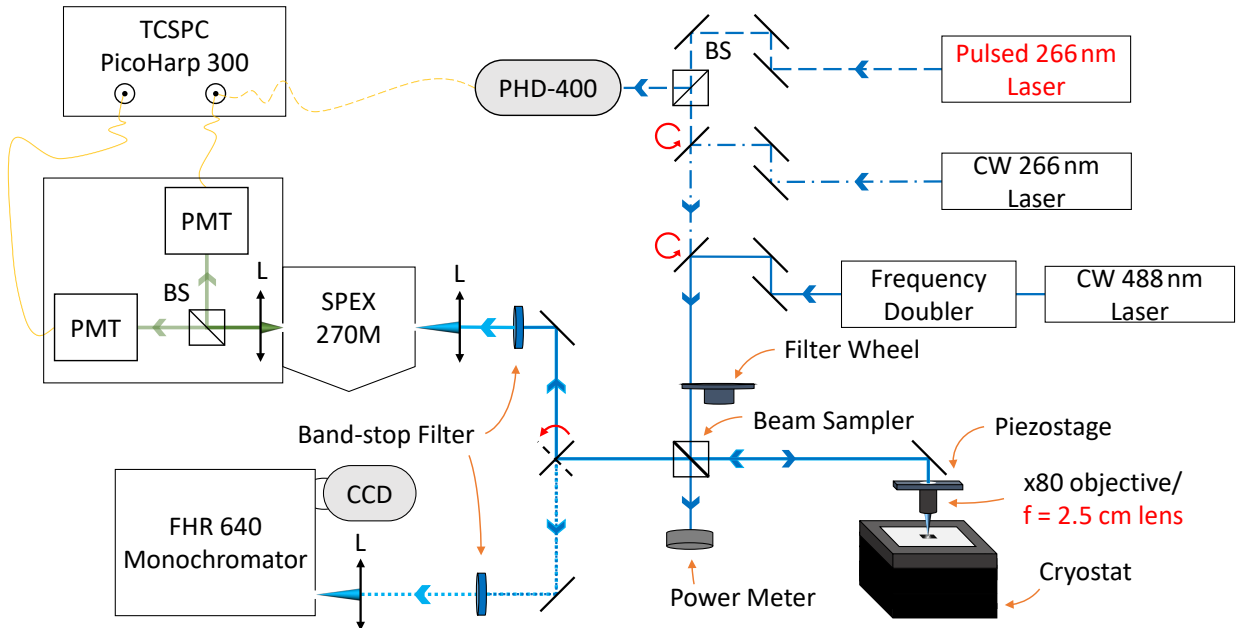 TCSPC
PicoHarp 300
BS
PHD-400
Pulsed 266 nm
Laser
CW 266 nm
Laser
PMT
L
BS
PMT
SPEX
270M
L
Frequency
Doubler
CW 488 nm
Laser
Filter Wheel
Band-stop Filter
Beam Sampler
Piezostage
CCD
x80 objective/
f = 2.5 cm lens
FHR 640
Monochromator
L
Power Meter
Cryostat